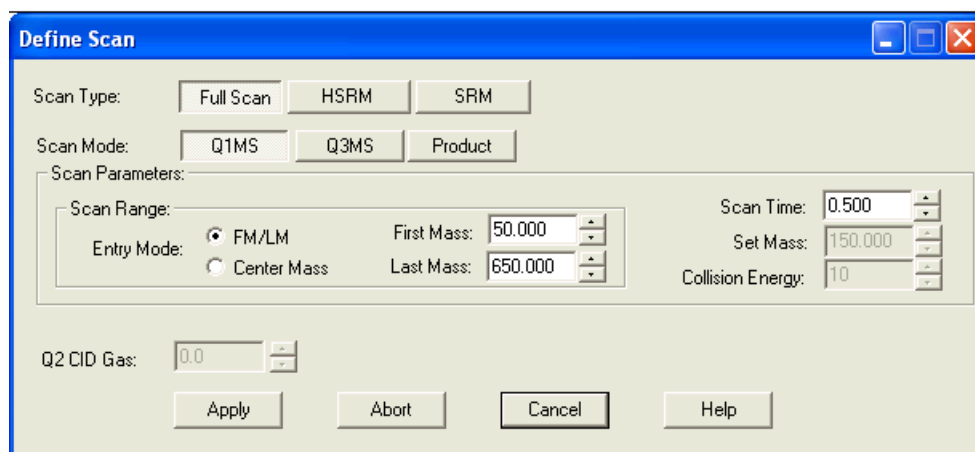 Define Scan
Scan Type: Full Scan HSRM SRM
Scan Mode: Q1MS Q3MS Product
Scan Parameters:
Scan Range:
Entry Mode: FM/LM
Center Mass
First Mass: 50.000
Last Mass: 650.000
Scan Time: 0.500
Set Mass: 150.000
Collision Energy: 10
Q2 CID Gas: 0.0
Apply Abort Cancel Help